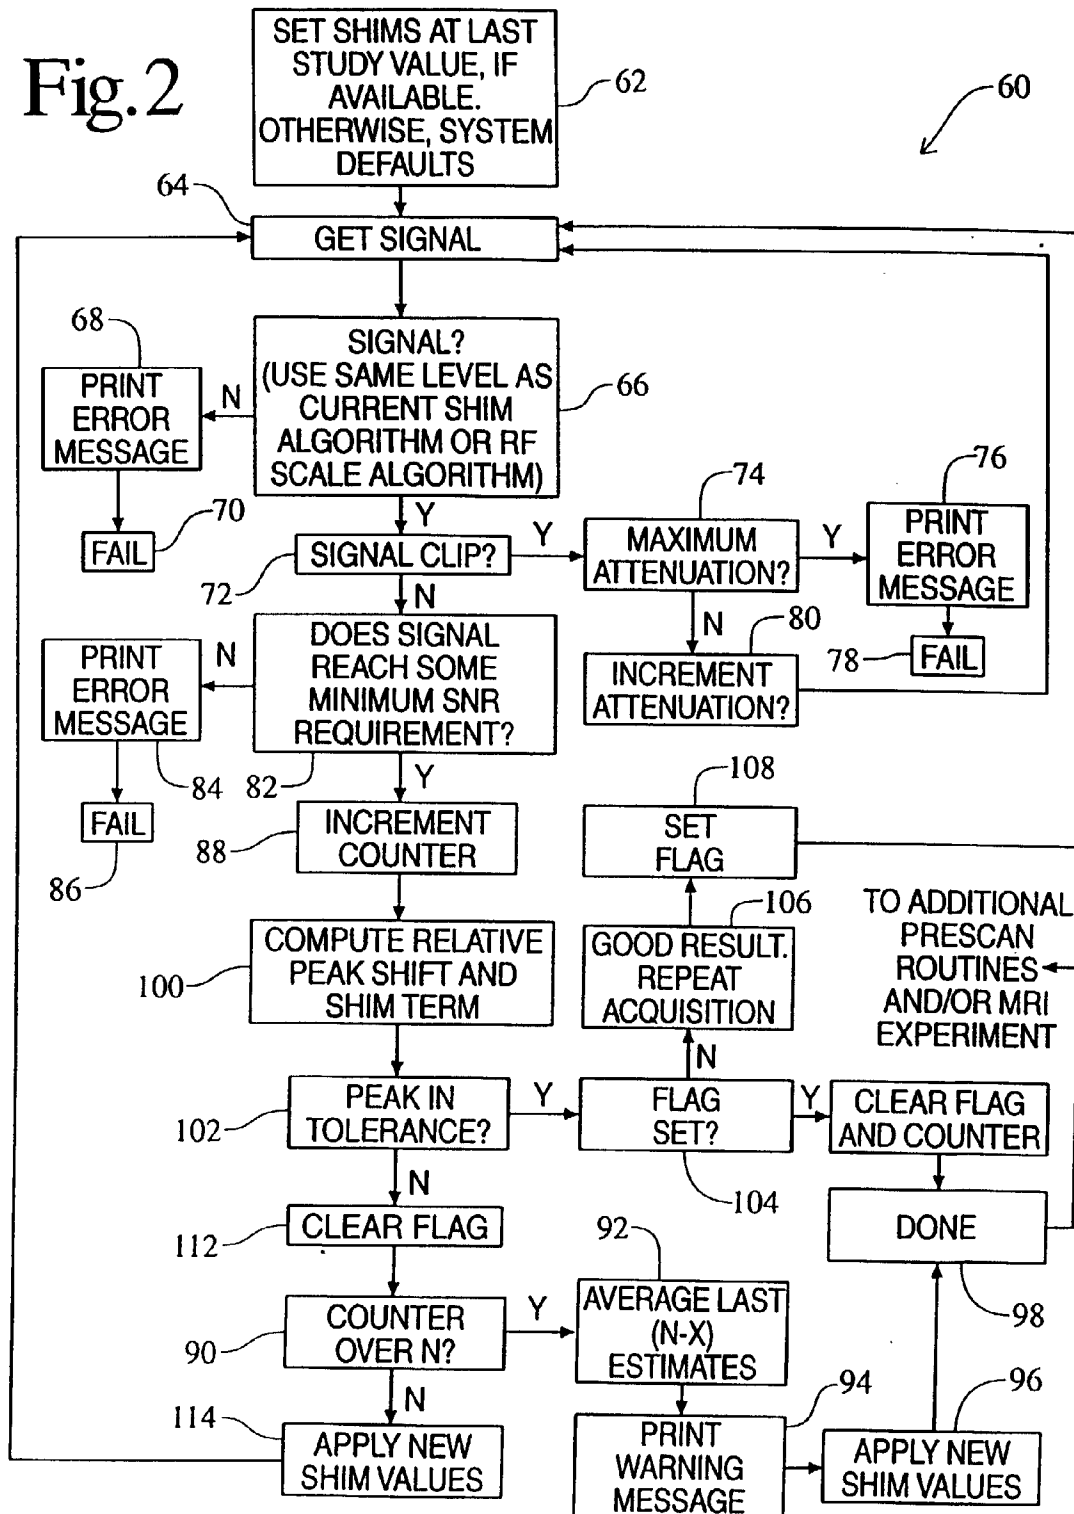 Fig.2
SET SHIMS AT LAST
STUDY VALUE, IF
AVAILABLE.
OTHERWISE, SYSTEM
DEFAULTS
62
60
64
GET SIGNAL
68
PRINT
ERROR
MESSAGE
N
SIGNAL?
(USE SAME LEVEL AS
CURRENT SHIM
ALGORITHM OR RF
SCALE ALGORITHM)
66
70
FAIL
Y
72
SIGNAL CLIP?
Y
74
MAXIMUM
ATTENUATION?
Y
76
PRINT
ERROR
MESSAGE
78
FAIL
N
80
INCREMENT
ATTENUATION?
N
DOES SIGNAL
REACH SOME
MINIMUM SNR
REQUIREMENT?
82
N
PRINT
ERROR
MESSAGE
84
FAIL
86
Y
88
INCREMENT
COUNTER
108
SET
FLAG
106
GOOD RESULT.
REPEAT
ACQUISITION
TO ADDITIONAL
PRESCAN
ROUTINES
AND/OR MRI
EXPERIMENT
100
COMPUTE RELATIVE
PEAK SHIFT AND
SHIM TERM
N
102
PEAK IN
TOLERANCE?
Y
FLAG
SET?
104
Y
CLEAR FLAG
AND COUNTER
N
112
CLEAR FLAG
DONE
98
90
COUNTER
OVER N?
Y
92
AVERAGE LAST
(N-X)
ESTIMATES
N
114
APPLY NEW
SHIM VALUES
94
PRINT
WARNING
MESSAGE
96
APPLY NEW
SHIM VALUES